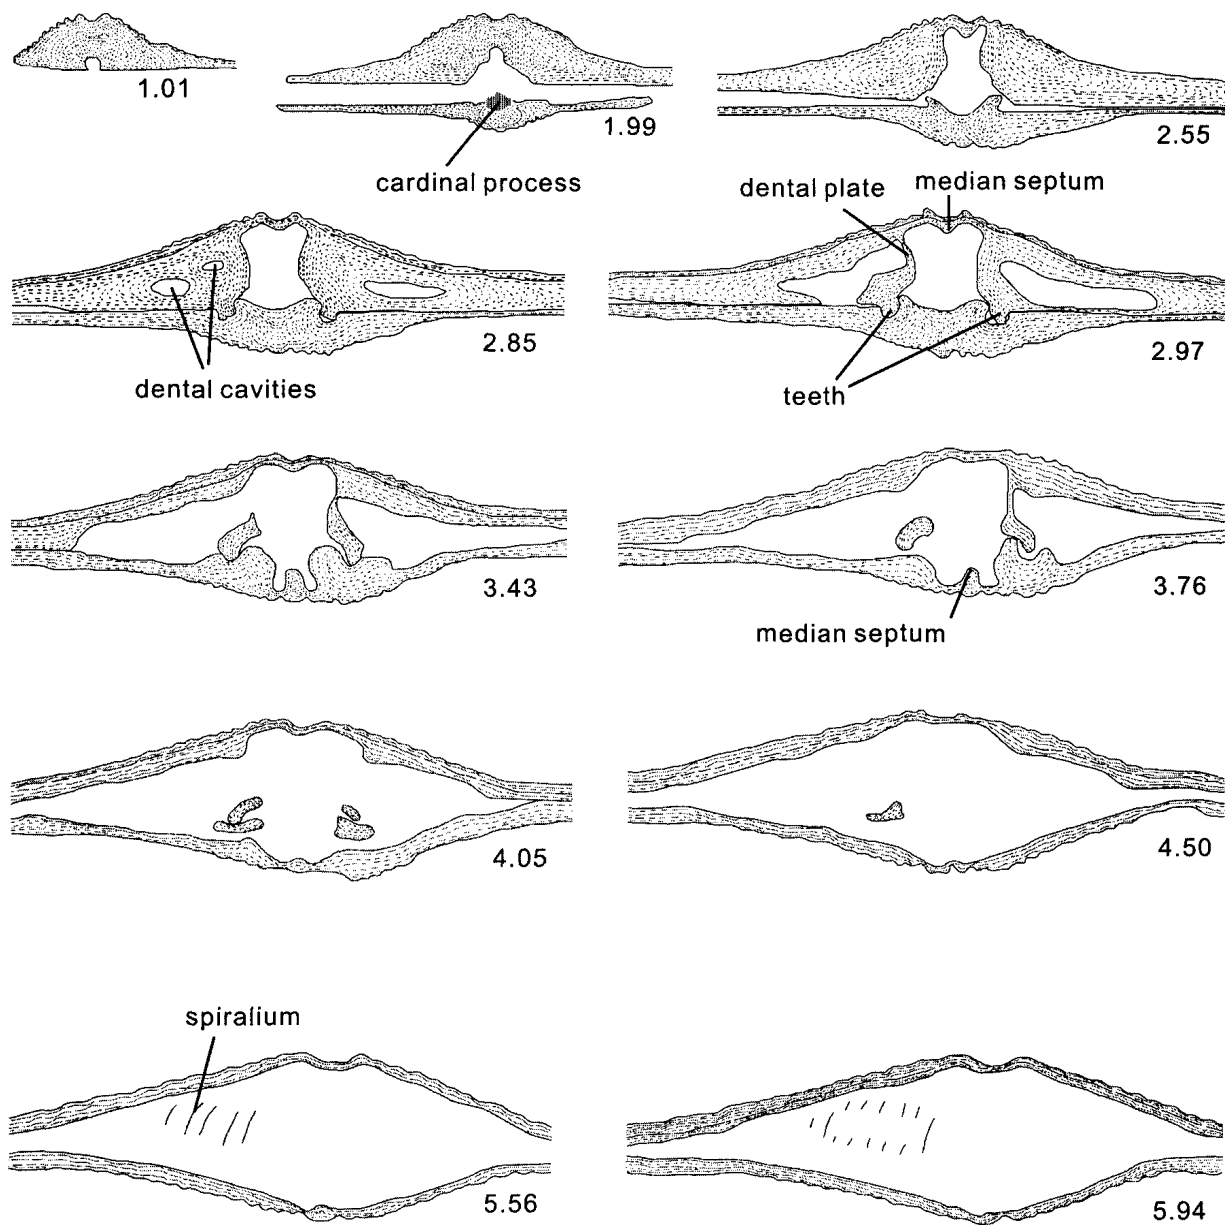 1.01
1.99
2.55
cardinal process
dental plate
median septum
2.85
2.97
dental cavities
teeth
3.43
3.76
median septum
4.05
4.50
spiralium
5.56
5.94